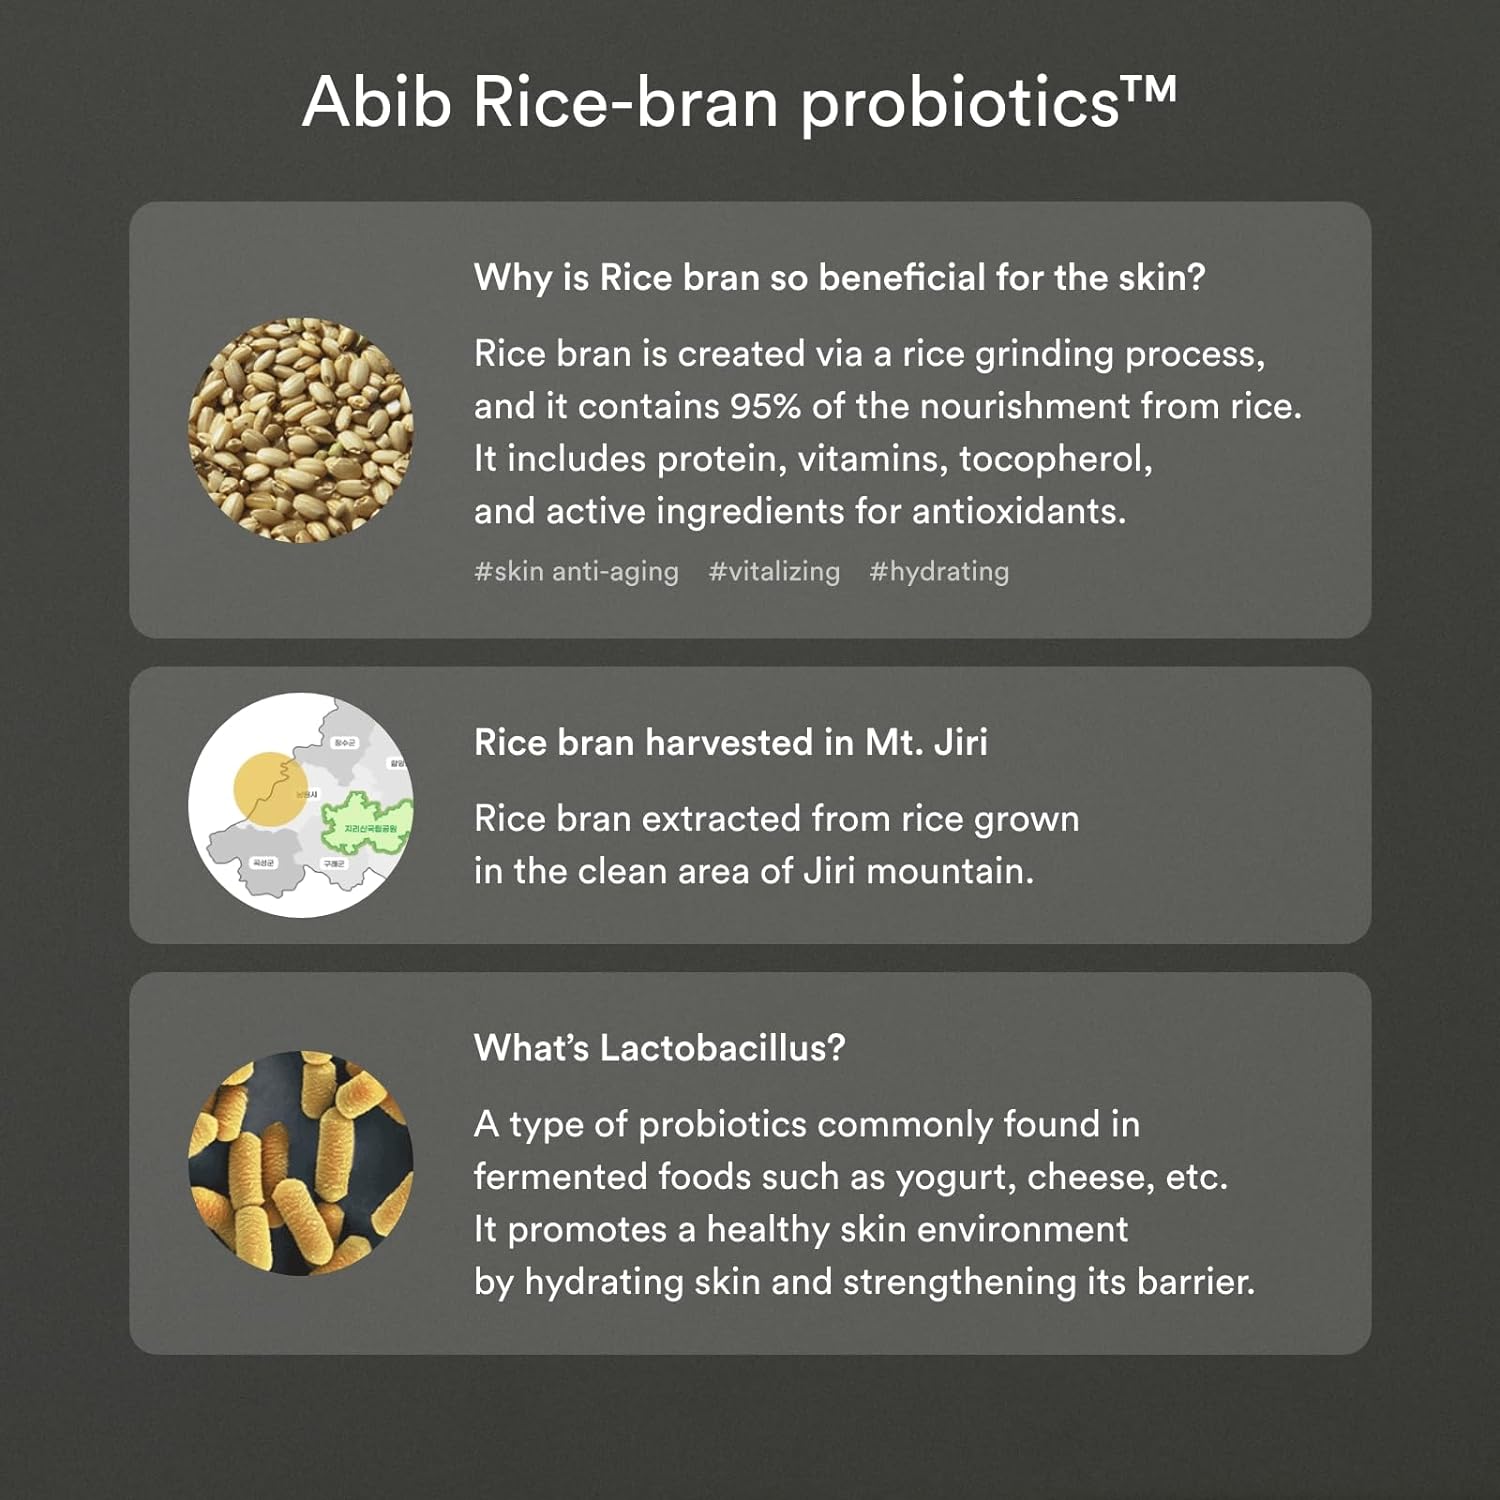 Abib Rice-bran probiotics™
Why is Rice bran so beneficial for the skin?
Rice bran is created via a rice grinding process,
and it contains 95% of the nourishment from rice.
It includes protein, vitamins, tocopherol,
and active ingredients for antioxidants.
#skin anti-aging #vitalizing #hydrating
Rice bran harvested in Mt. Jiri
Rice bran extracted from rice grown
in the clean area of Jiri mountain.
장수군
남원시
지리산국립공원
곡성군
구례군
What's Lactobacillus?
A type of probiotics commonly found in
fermented foods such as yogurt, cheese, etc.
It promotes a healthy skin environment
by hydrating skin and strengthening its barrier.